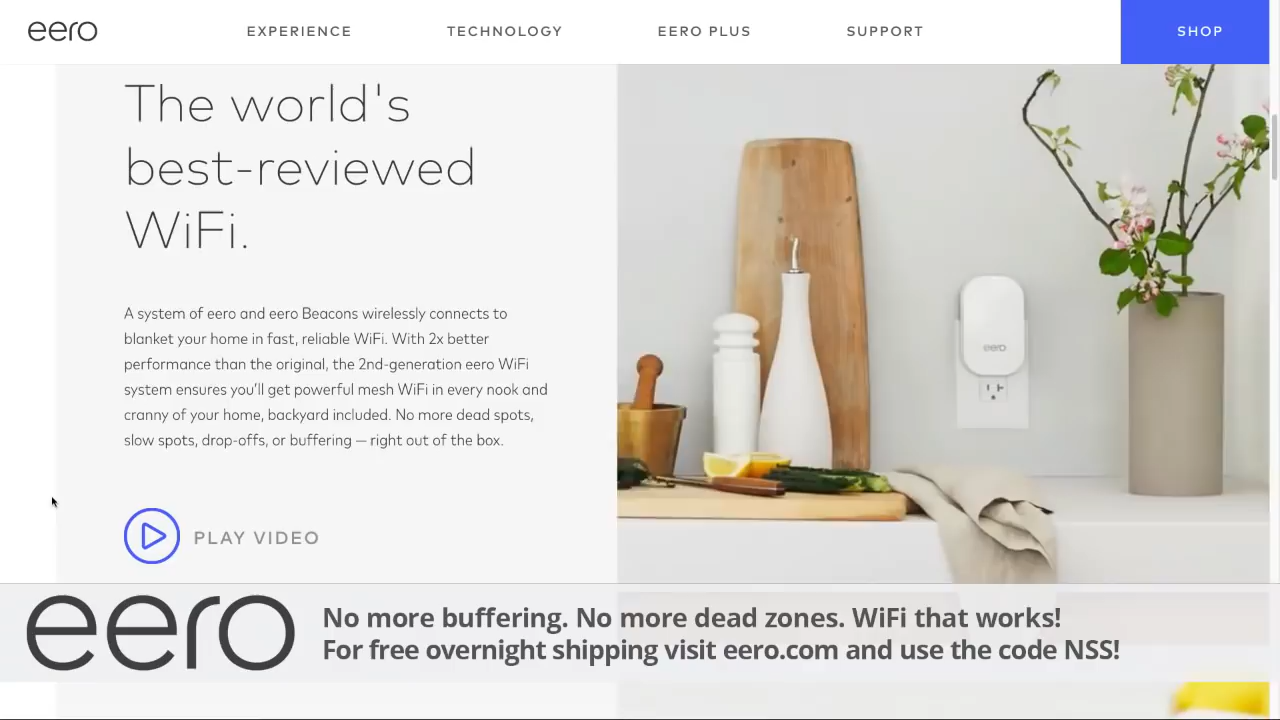 eero
EXPERIENCE
TECHNOLOGY
EERO PLUS
SUPPORT
SHOP
The world's
best-reviewed
WiFi.
A system of eero and eero Beacons wirelessly connects to
blanket your home in fast, reliable WiFi. With 2x better
performance than the original, the 2nd-generation eero WiFi
system ensures you'll get powerful mesh WiFi in every nook and
cranny of your home, backyard included. No more dead spots,
slow spots, drop-offs, or buffering — right out of the box.
PLAY VIDEO
eero
eero
No more buffering. No more dead zones. WiFi that works!
For free overnight shipping visit eero.com and use the code NSS!